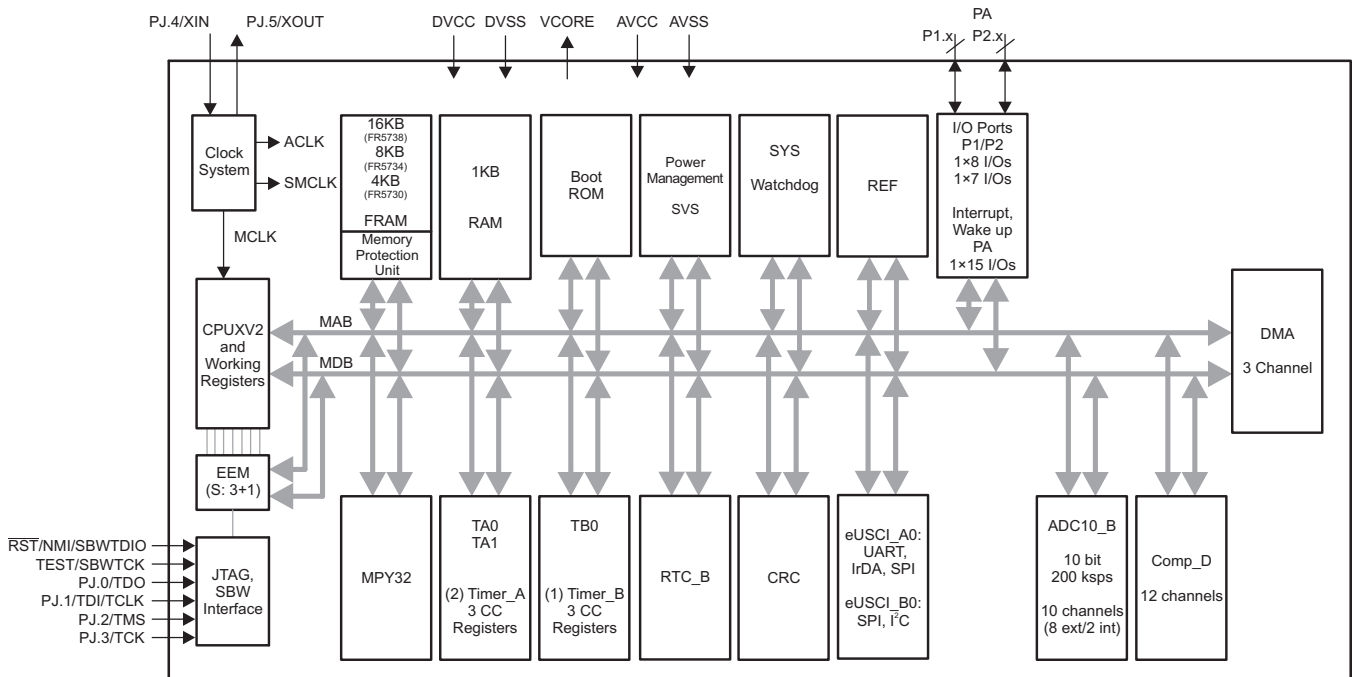 PJ.4/XIN
PJ.5/XOUT
DVCC
DVSS
VCORE
AVCC
AVSS
PA
P1.x
P2.x
Clock
System
ACLK
SMCLK
MCLK
16KB
(FR5738)
8KB
(FR5734)
4KB
(FR5730)
FRAM
Memory
Protection
Unit
1KB
RAM
Boot
ROM
Power
Management
SVS
SYS
Watchdog
REF
I/O Ports
P1/P2
1×8 I/Os
1×7 I/Os
Interrupt,
Wake up
PA
1×15 I/Os
CPUXV2
and
Working
Registers
MAB
MDB
DMA
3 Channel
EEM
(S: 3+1)
RST/NMI/SBWTDIO
TEST/SBWTCK
PJ.0/TDO
PJ.1/TDI/TCLK
PJ.2/TMS
PJ.3/TCK
JTAG,
SBW
Interface
MPY32
TA0
TA1
(2) Timer_A
3 CC
Registers
TB0
(1) Timer_B
3 CC
Registers
RTC_B
CRC
eUSCI_A0:
UART,
IrDA, SPI
eUSCI_B0:
SPI, I²C
ADC10_B
10 bit
200 ksps
10 channels
(8 ext/2 int)
Comp_D
12 channels